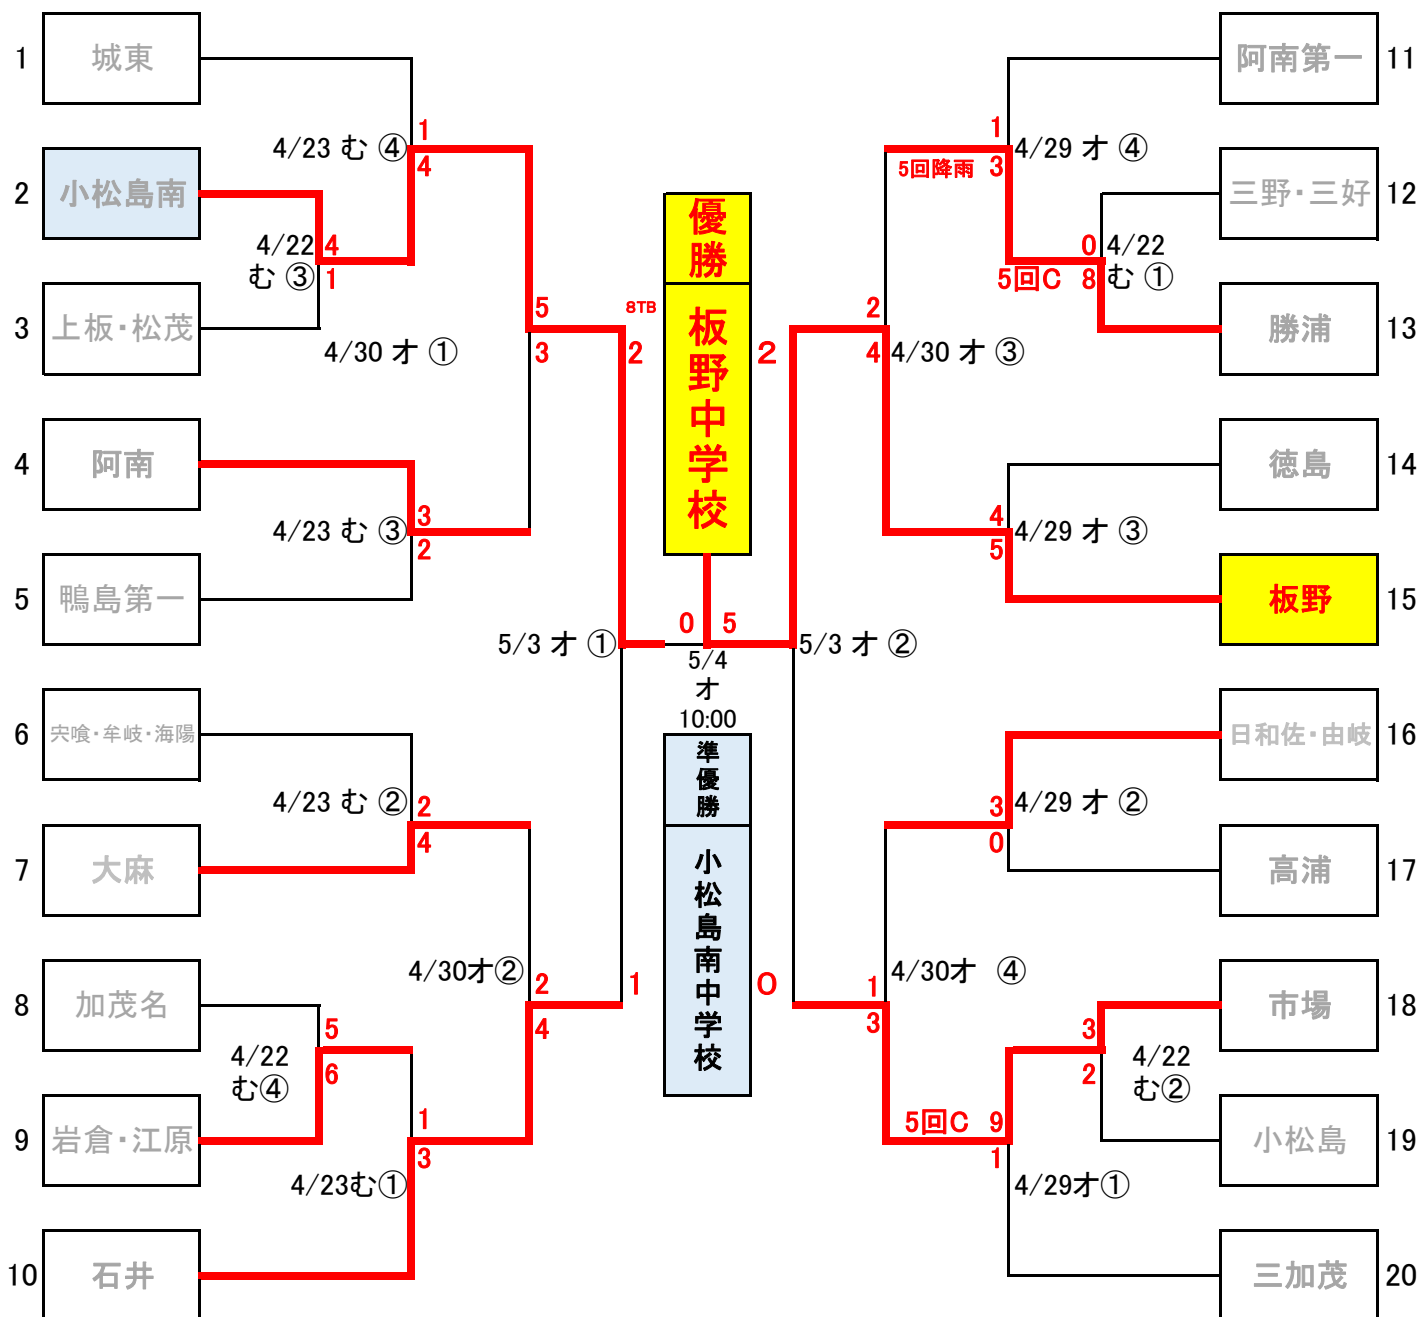 1 城東
2 小松島南
3 上板・松茂
4 阿南
5 鴨島第一
6 宍喰・牟岐・海陽
7 大麻
8 加茂名
9 岩倉・江原
10 石井
4/23 む ④
1
4
4/22
む ③
4
1
4/30 オ ①
5
3
4/23 む ③
3
2
4/23 む ②
2
4
4/30オ②
2
4
4/22
む④
5
6
4/23む①
1
3
5/3 オ ①
8TB
2
1
優勝
板野中学校
0 5
5/4
オ
10:00
準優勝
小松島南中学校
2
0
5/3 オ ②
1
3
5回降雨
4/29 オ ④
0
8
5回C
4/22
む ①
2
4
4/30 オ ③
4
5
4/29 オ ③
3
0
4/29 オ ②
1
3
4/30オ ④
3
2
4/22
む②
5回C
9
1
4/29オ①
阿南第一 11
三野・三好 12
勝浦 13
徳島 14
板野 15
日和佐・由岐 16
高浦 17
市場 18
小松島 19
三加茂 20